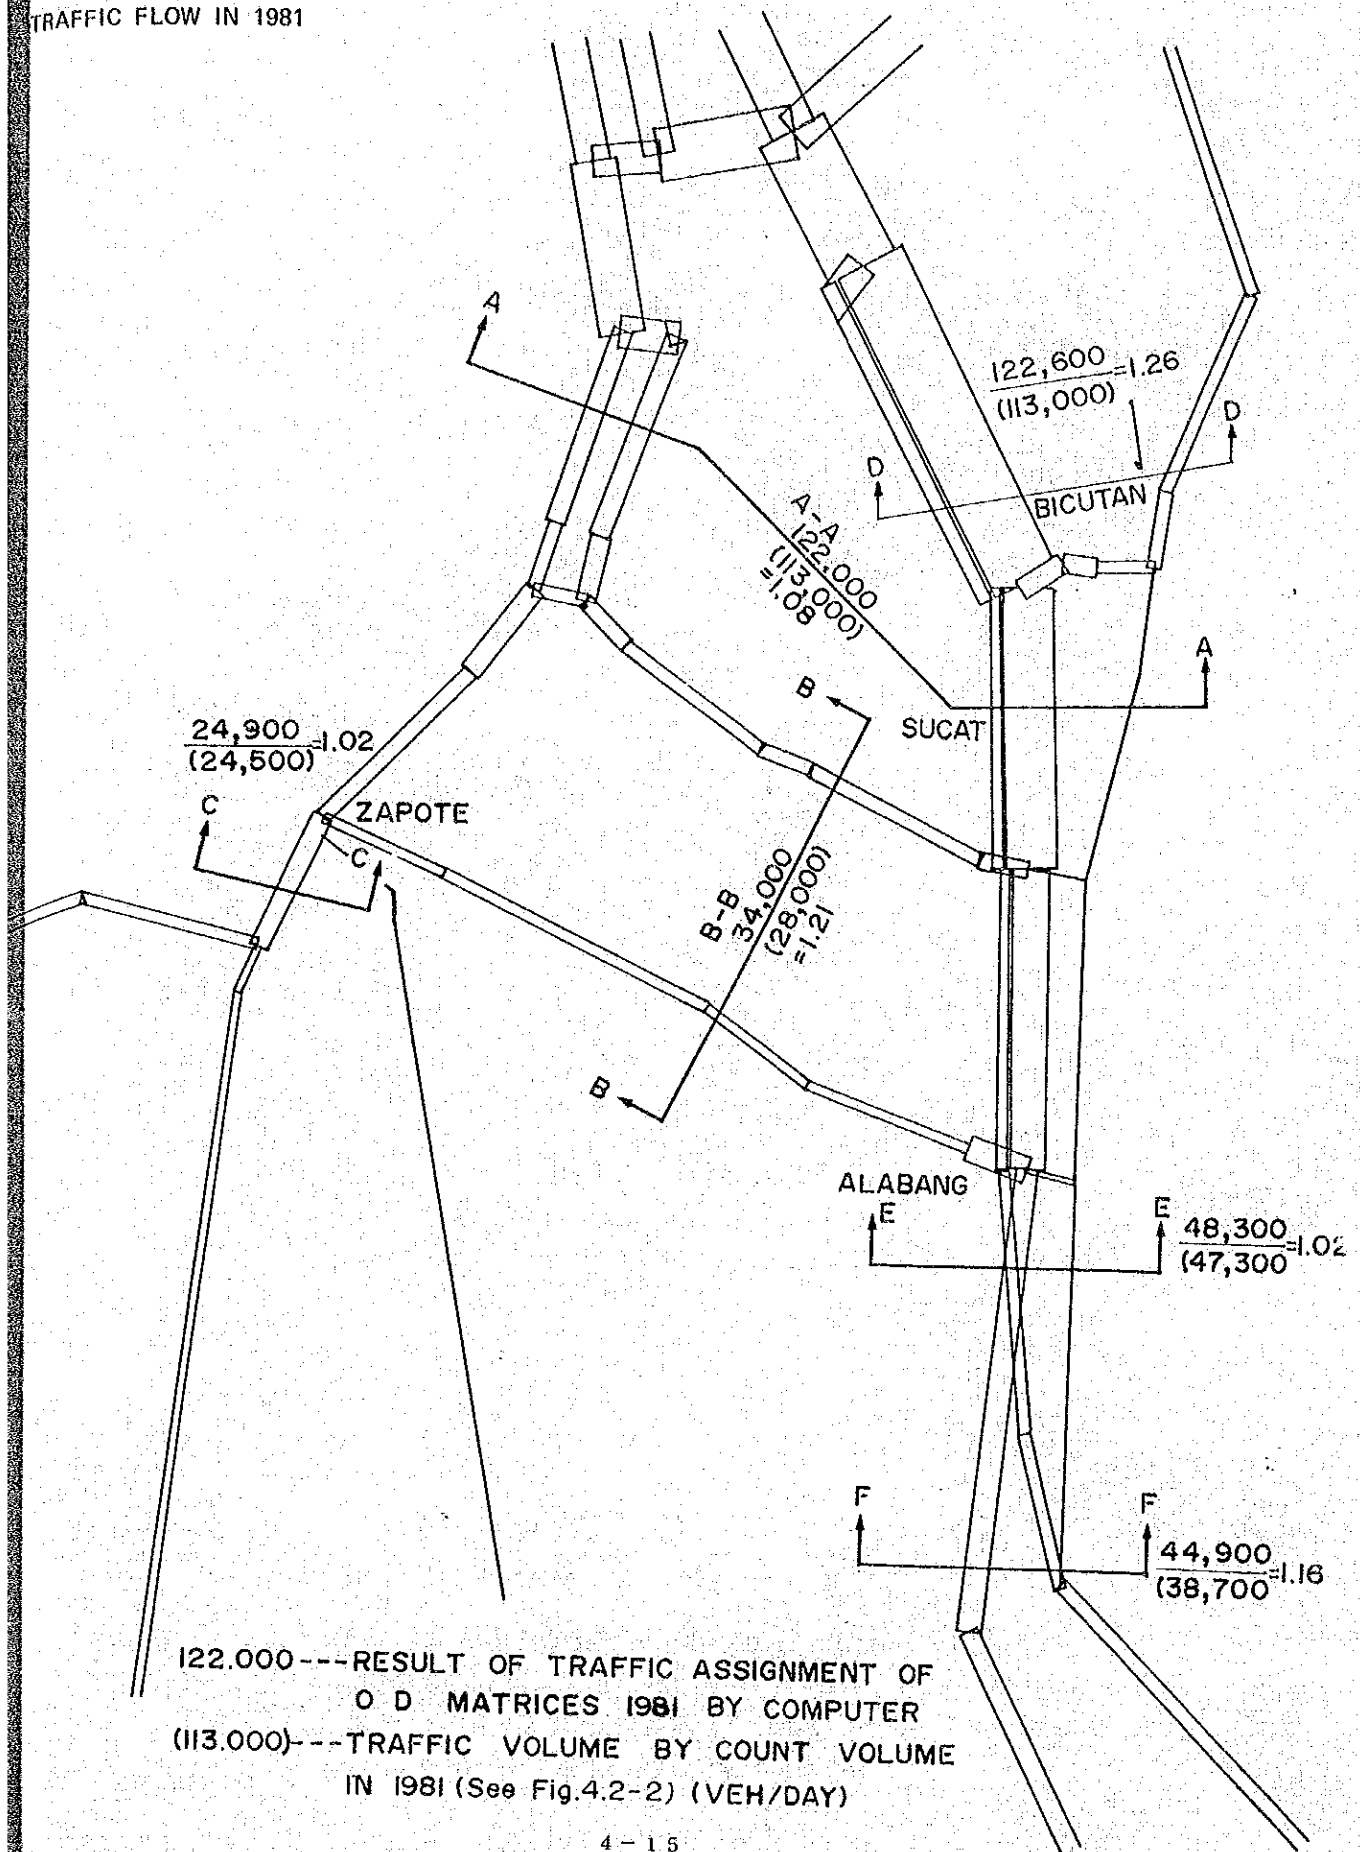 TRAFFIC FLOW IN 1981
A
122,600
(113,000)
=1.26
D
D
BICUTAN
A-A
122,000
(113,000)
=1.08
A
B
SUCAT
24,900
(24,500)
=1.02
C
ZAPOTE
C
B-B
34,000
(28,000)
=1.21
B
ALABANG
E
E
48,300
(47,300
=1.02
F
F
44,900
(38,700
=1.16
122.000---RESULT OF TRAFFIC ASSIGNMENT OF
O D MATRICES 1981 BY COMPUTER
(113.000)---TRAFFIC VOLUME BY COUNT VOLUME
IN 1981 (See Fig.4.2-2) (VEH/DAY)
4-15